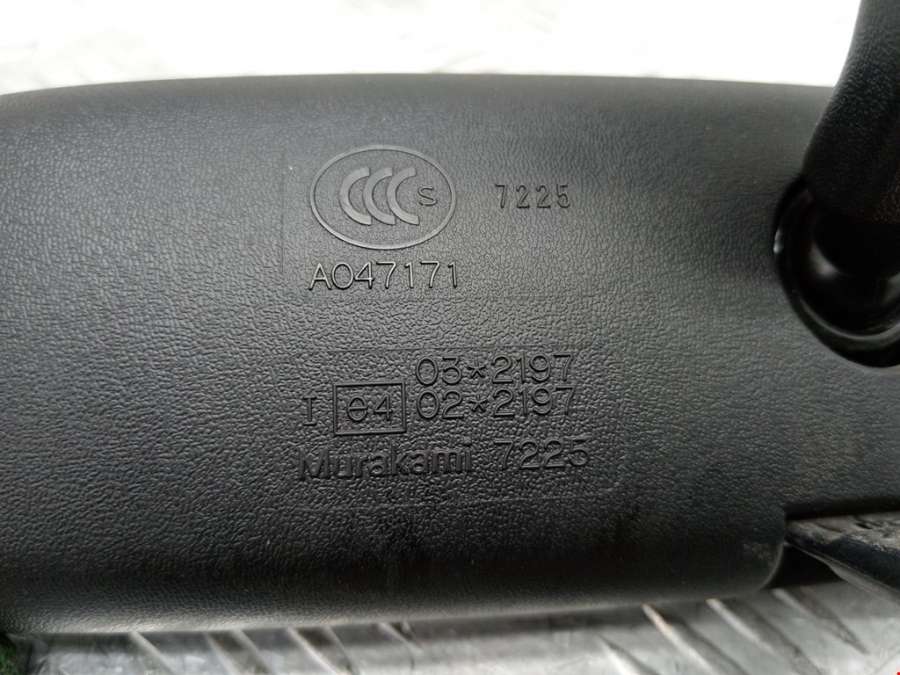 CCC S 7225
A047171
03*2197
I e4 02*2197
Murakami 7225